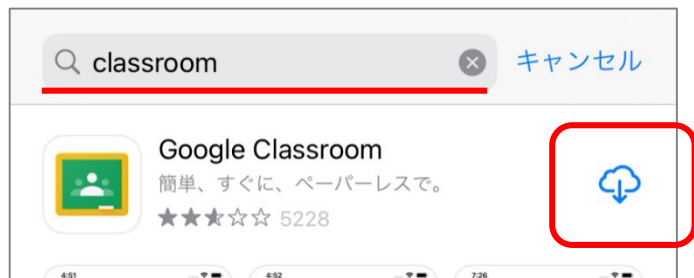 classroom キャンセル
Google Classroom
簡単、すぐに、ペーパーレスで。
★★★☆☆ 5228
4:51 4:52 7:26